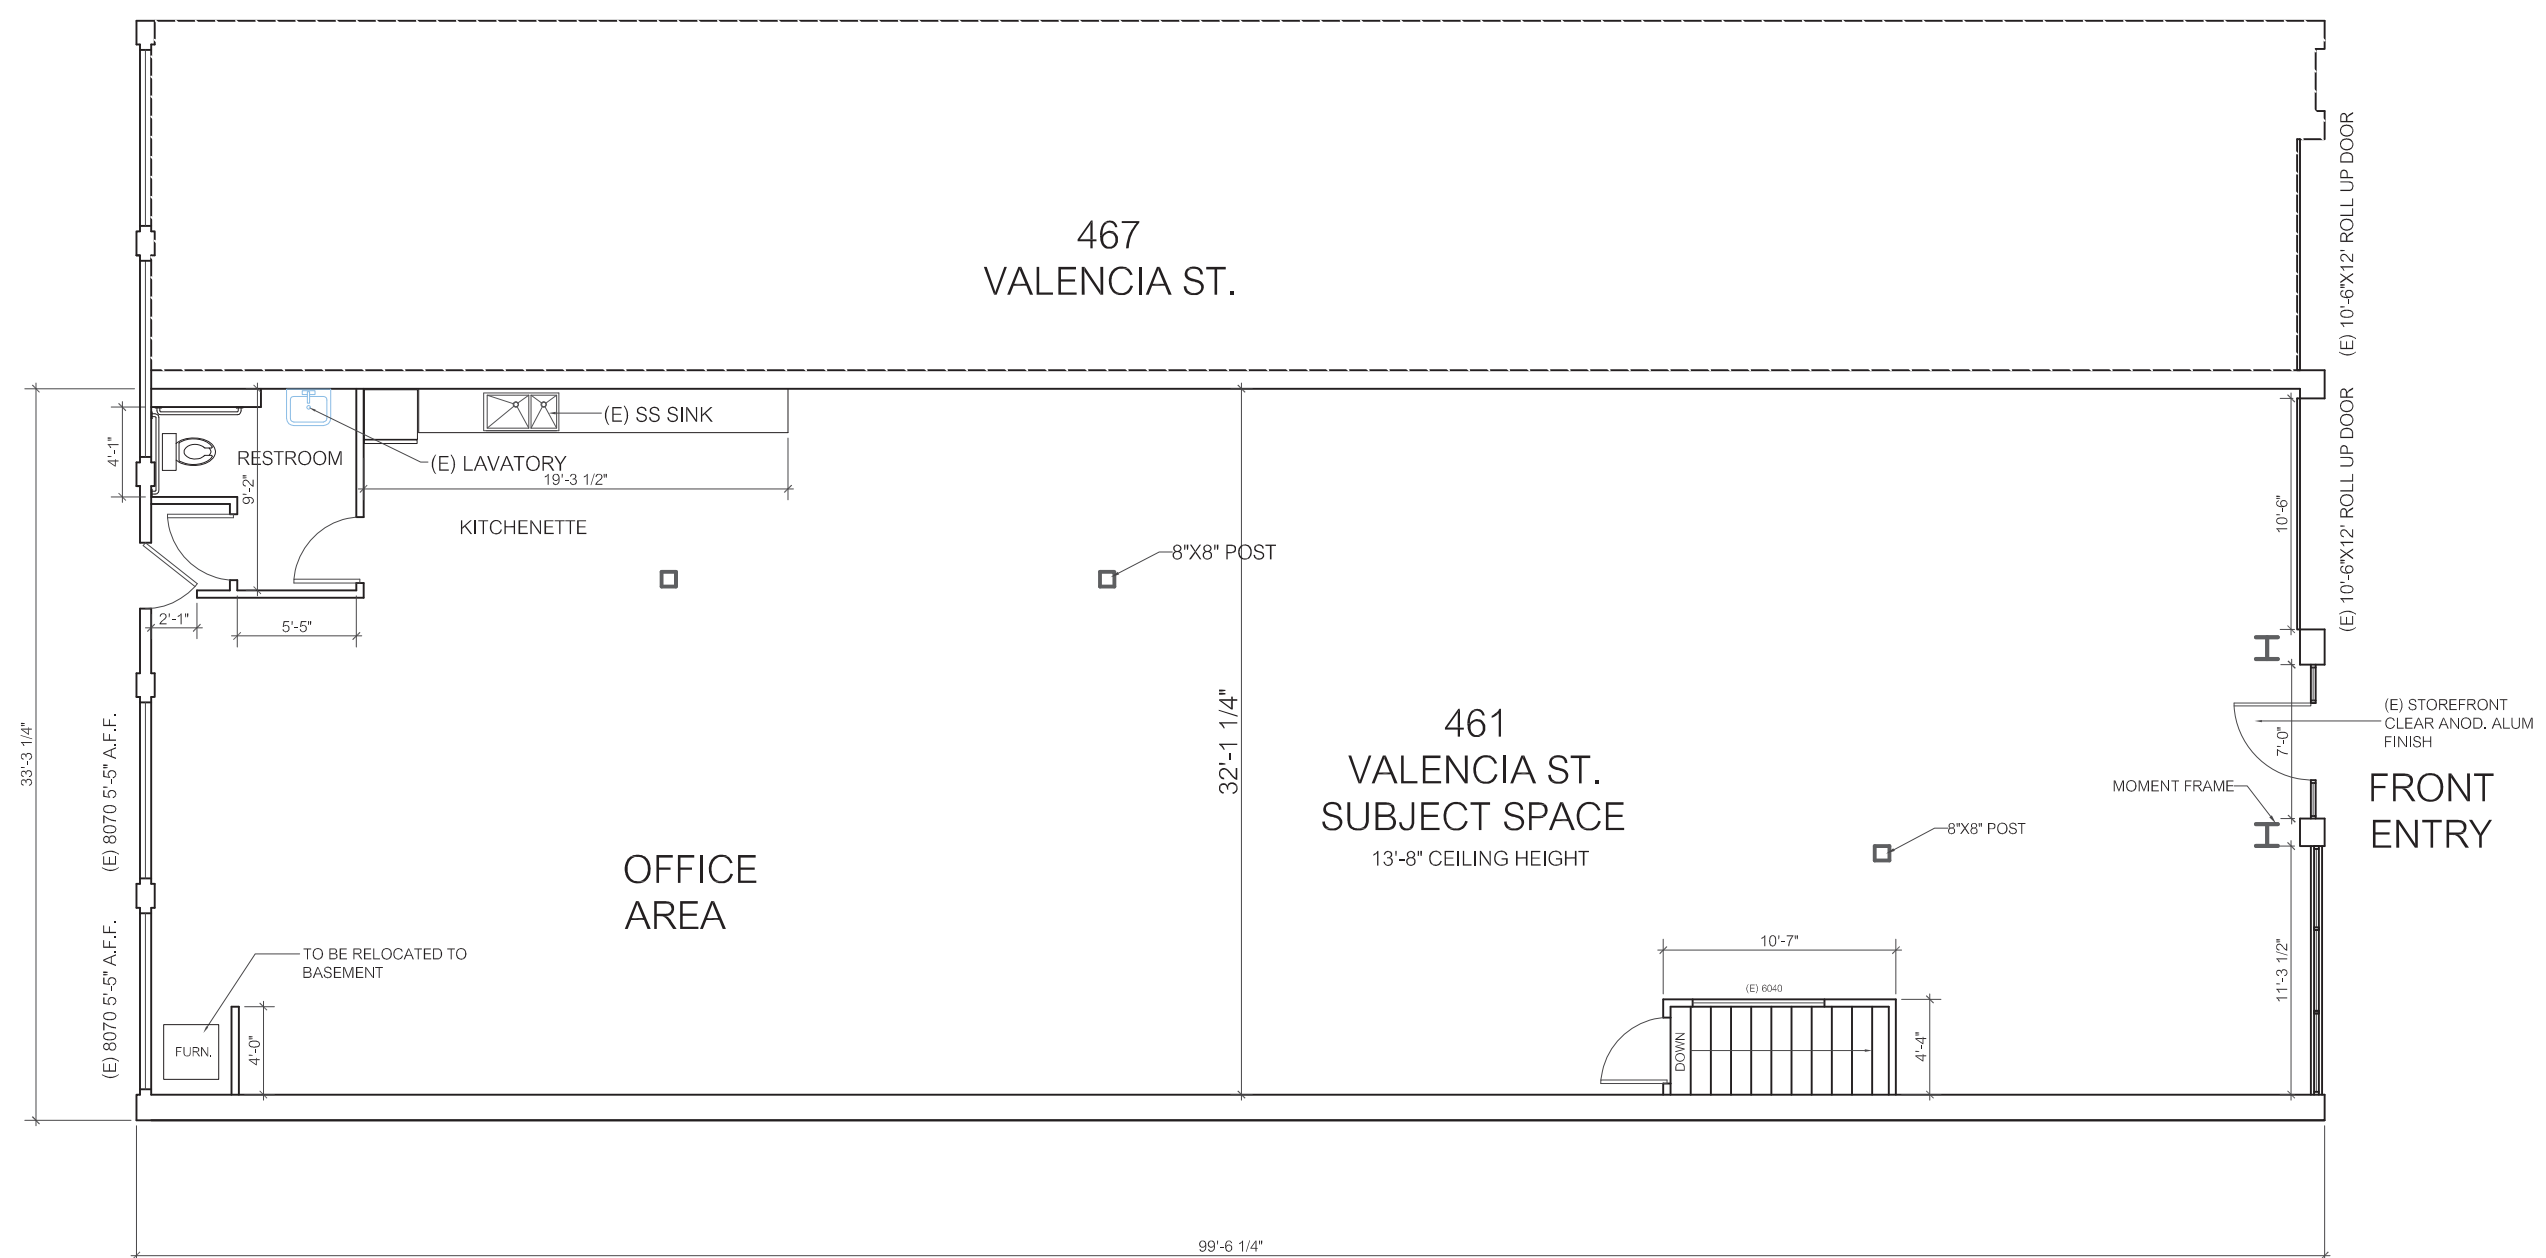 467
VALENCIA ST.
(E) 10'-6"X12' ROLL UP DOOR
(E) SS SINK
(E) LAVATORY
RESTROOM
4'-1"
9'-2"
19'-3 1/2"
KITCHENETTE
8"X8" POST
10'-6"
(E) 10'-6"X12' ROLL UP DOOR
2'-1"
5'-5"
33'-3 1/4"
(E) 8070 5'-5" A.F.F.
32'-1 1/4"
461
VALENCIA ST.
SUBJECT SPACE
13'-8" CEILING HEIGHT
(E) STOREFRONT
CLEAR ANOD. ALUM
FINISH
7'-0"
MOMENT FRAME
FRONT
ENTRY
8"X8" POST
OFFICE
AREA
(E) 8070 5'-5" A.F.F.
TO BE RELOCATED TO
BASEMENT
FURN.
4'-0"
10'-7"
(E) 6040
DOWN
4'-4"
11'-3 1/2"
99'-6 1/4"